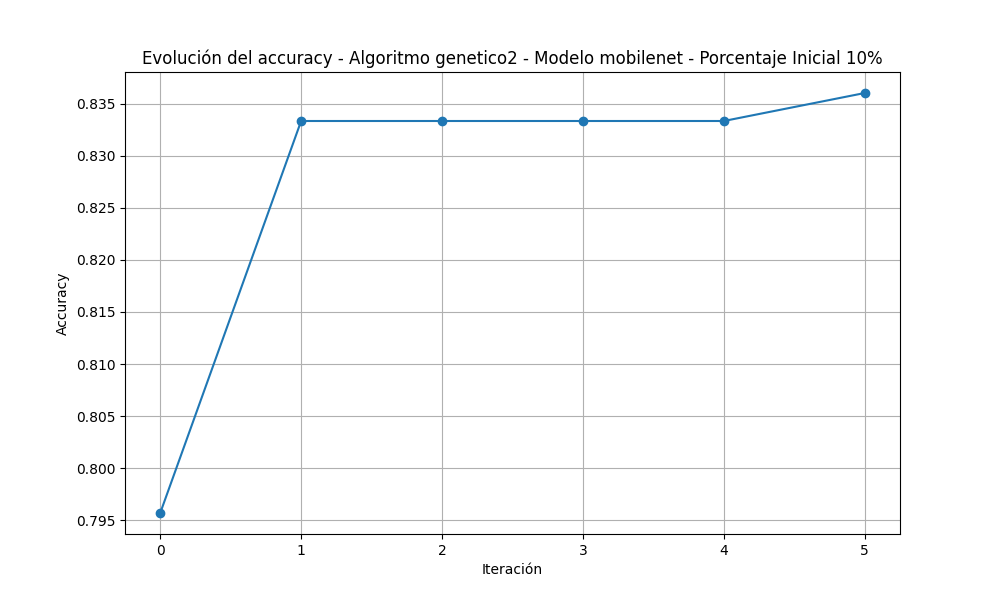 Evolución del accuracy - Algoritmo genetico2 - Modelo mobilenet - Porcentaje Inicial 10%
0.835
0.830
0.825
0.820
0.815
0.810
0.805
0.800
0.795
Accuracy
0 1 2 3 4 5
Iteración